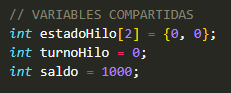 // VARIABLES COMPARTIDAS
int estadoHilo[2] = {0, 0};
int turnoHilo = 0;
int saldo = 1000;